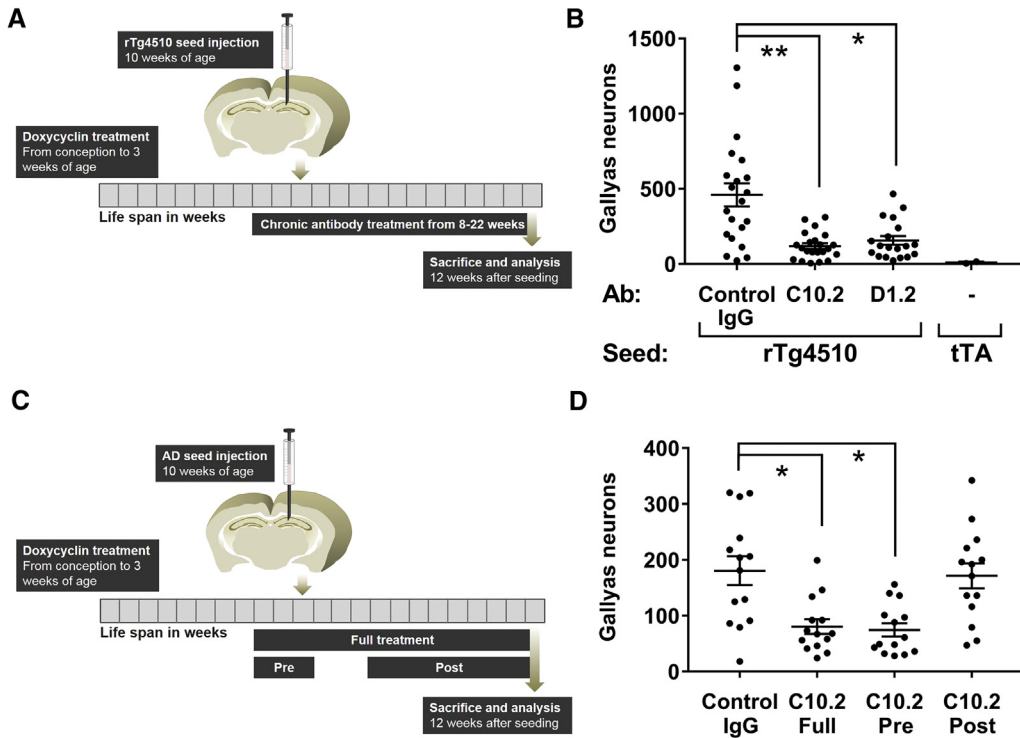 A
rTg4510 seed injection
10 weeks of age
Doxycyclin treatment
From conception to 3
weeks of age
Life span in weeks
Chronic antibody treatment from 8-22 weeks
Sacrifice and analysis
12 weeks after seeding
B
Gallyas neurons
1500
1000
500
0
**
*
Ab:
Control
IgG
C10.2
D1.2
-
Seed:
rTg4510
tTA
C
AD seed injection
10 weeks of age
Doxycyclin treatment
From conception to 3
weeks of age
Life span in weeks
Full treatment
Pre
Post
Sacrifice and analysis
12 weeks after seeding
D
Gallyas neurons
400
300
200
100
0
*
*
Control
IgG
C10.2
Full
C10.2
Pre
C10.2
Post